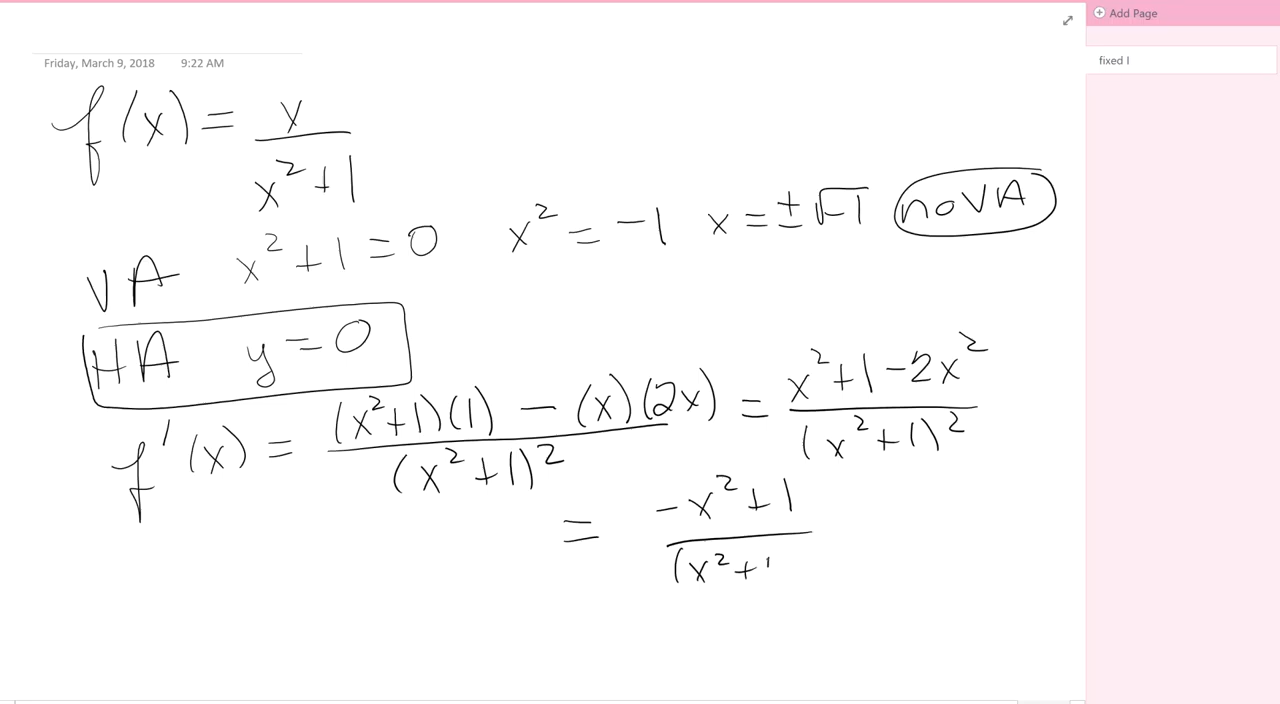 Add Page
fixed l
Friday, March 9, 2018 9:22 AM
f(x) = x / (x² + 1)
VA x² + 1 = 0 x² = -1 x = ±√-1 no VA
HA y = 0
f'(x) = ((x²+1)(1) - (x)(2x)) / (x²+1)² = (x²+1-2x²) / (x²+1)²
= (-x²+1) / (x²+1